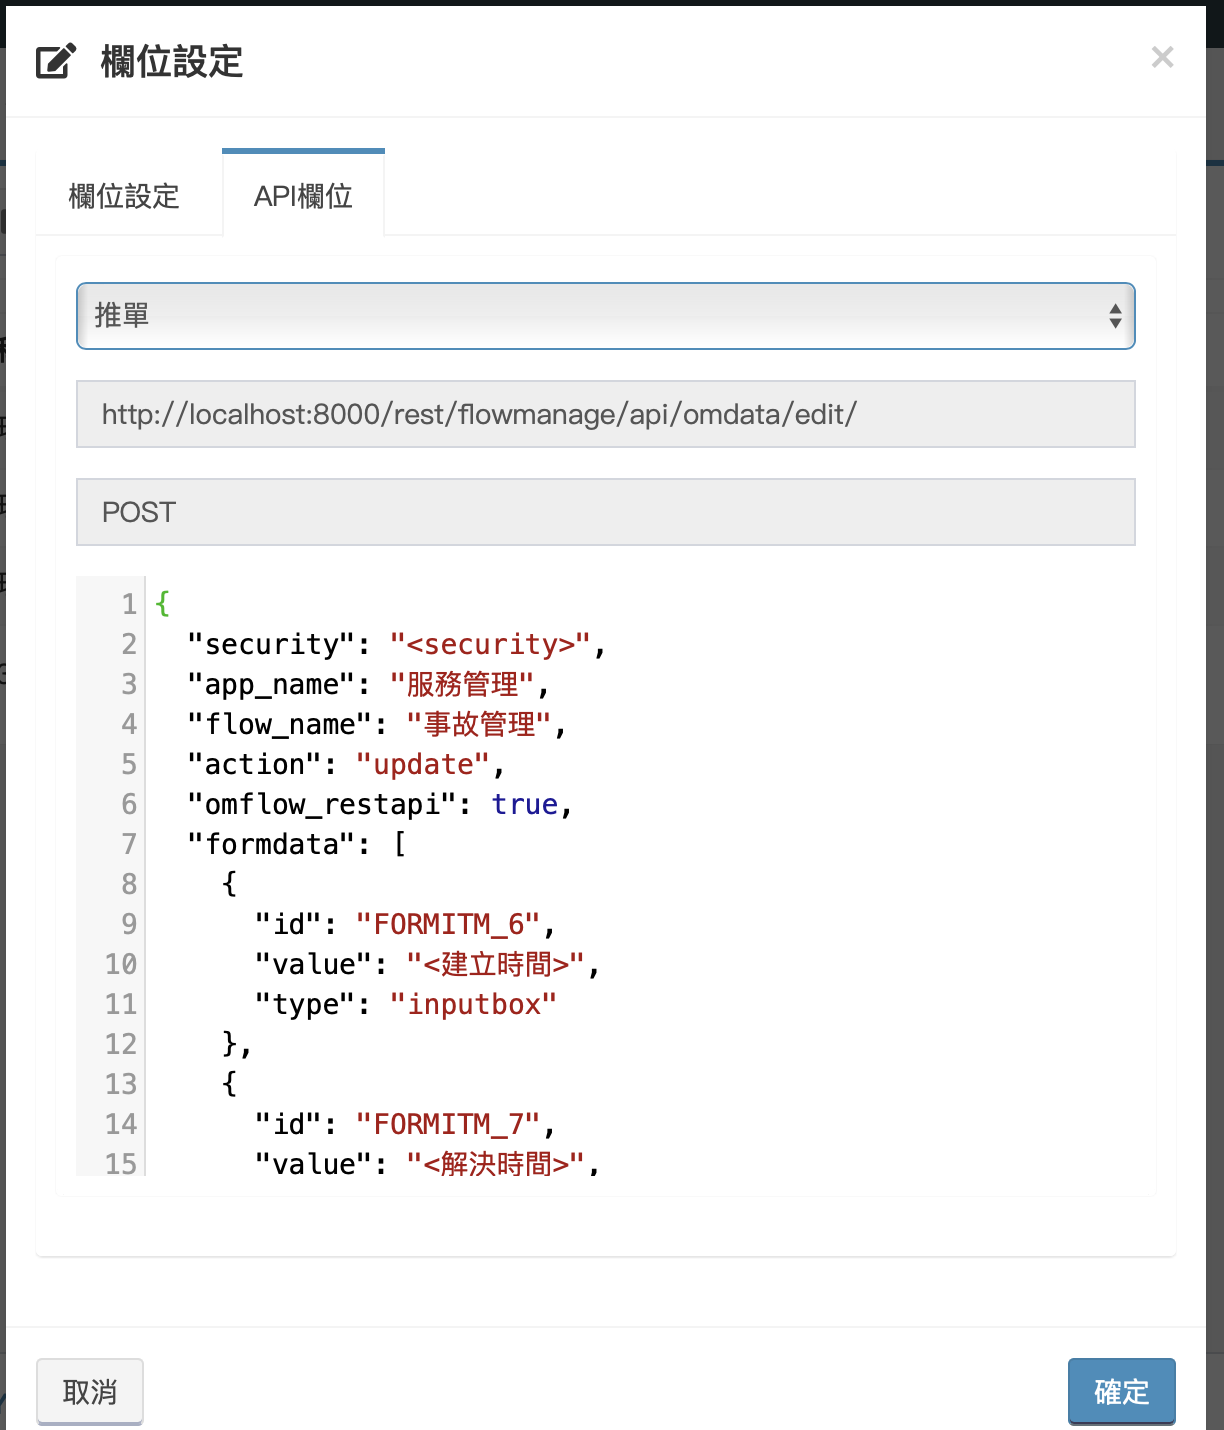 欄位設定
×
欄位設定
API欄位
推單
http://localhost:8000/rest/flowmanage/api/omdata/edit/
POST
1 {
2 "security": "<security>",
3 "app_name": "服務管理",
4 "flow_name": "事故管理",
5 "action": "update",
6 "omflow_restapi": true,
7 "formdata": [
8 {
9 "id": "FORMITM_6",
10 "value": "<建立時間>",
11 "type": "inputbox"
12 },
13 {
14 "id": "FORMITM_7",
15 "value": "<解決時間>",
取消
確定